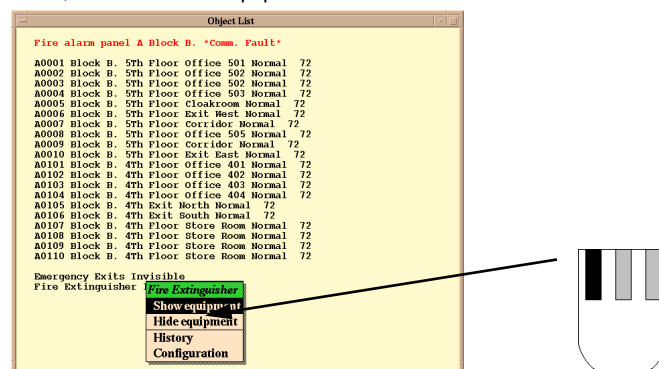 Object List
Fire alarm panel A Block B. *Comm. Fault*
A0001 Block B. 5Th Floor Office 501 Normal 72
A0002 Block B. 5Th Floor Office 502 Normal 72
A0003 Block B. 5Th Floor Office 502 Normal 72
A0004 Block B. 5Th Floor Office 503 Normal 72
A0005 Block B. 5Th Floor Cloakroom Normal 72
A0006 Block B. 5Th Floor Exit West Normal 72
A0007 Block B. 5Th Floor Corridor Normal 72
A0008 Block B. 5Th Floor Office 505 Normal 72
A0009 Block B. 5Th Floor Corridor Normal 72
A0010 Block B. 5Th Floor Exit East Normal 72
A0101 Block B. 4Th Floor Office 401 Normal 72
A0102 Block B. 4Th Floor Office 402 Normal 72
A0103 Block B. 4Th Floor Office 403 Normal 72
A0104 Block B. 4Th Floor Office 404 Normal 72
A0105 Block B. 4Th Exit North Normal 72
A0106 Block B. 4Th Exit South Normal 72
A0107 Block B. 4Th Floor Store Room Normal 72
A0108 Block B. 4Th Floor Store Room Normal 72
A0109 Block B. 4Th Floor Store Room Normal 72
A0110 Block B. 4Th Floor Store Room Normal 72
Emergency Exits Invisible
Fire Extinguisher
Fire Extinguisher
Show equipment
Hide equipment
History
Configuration